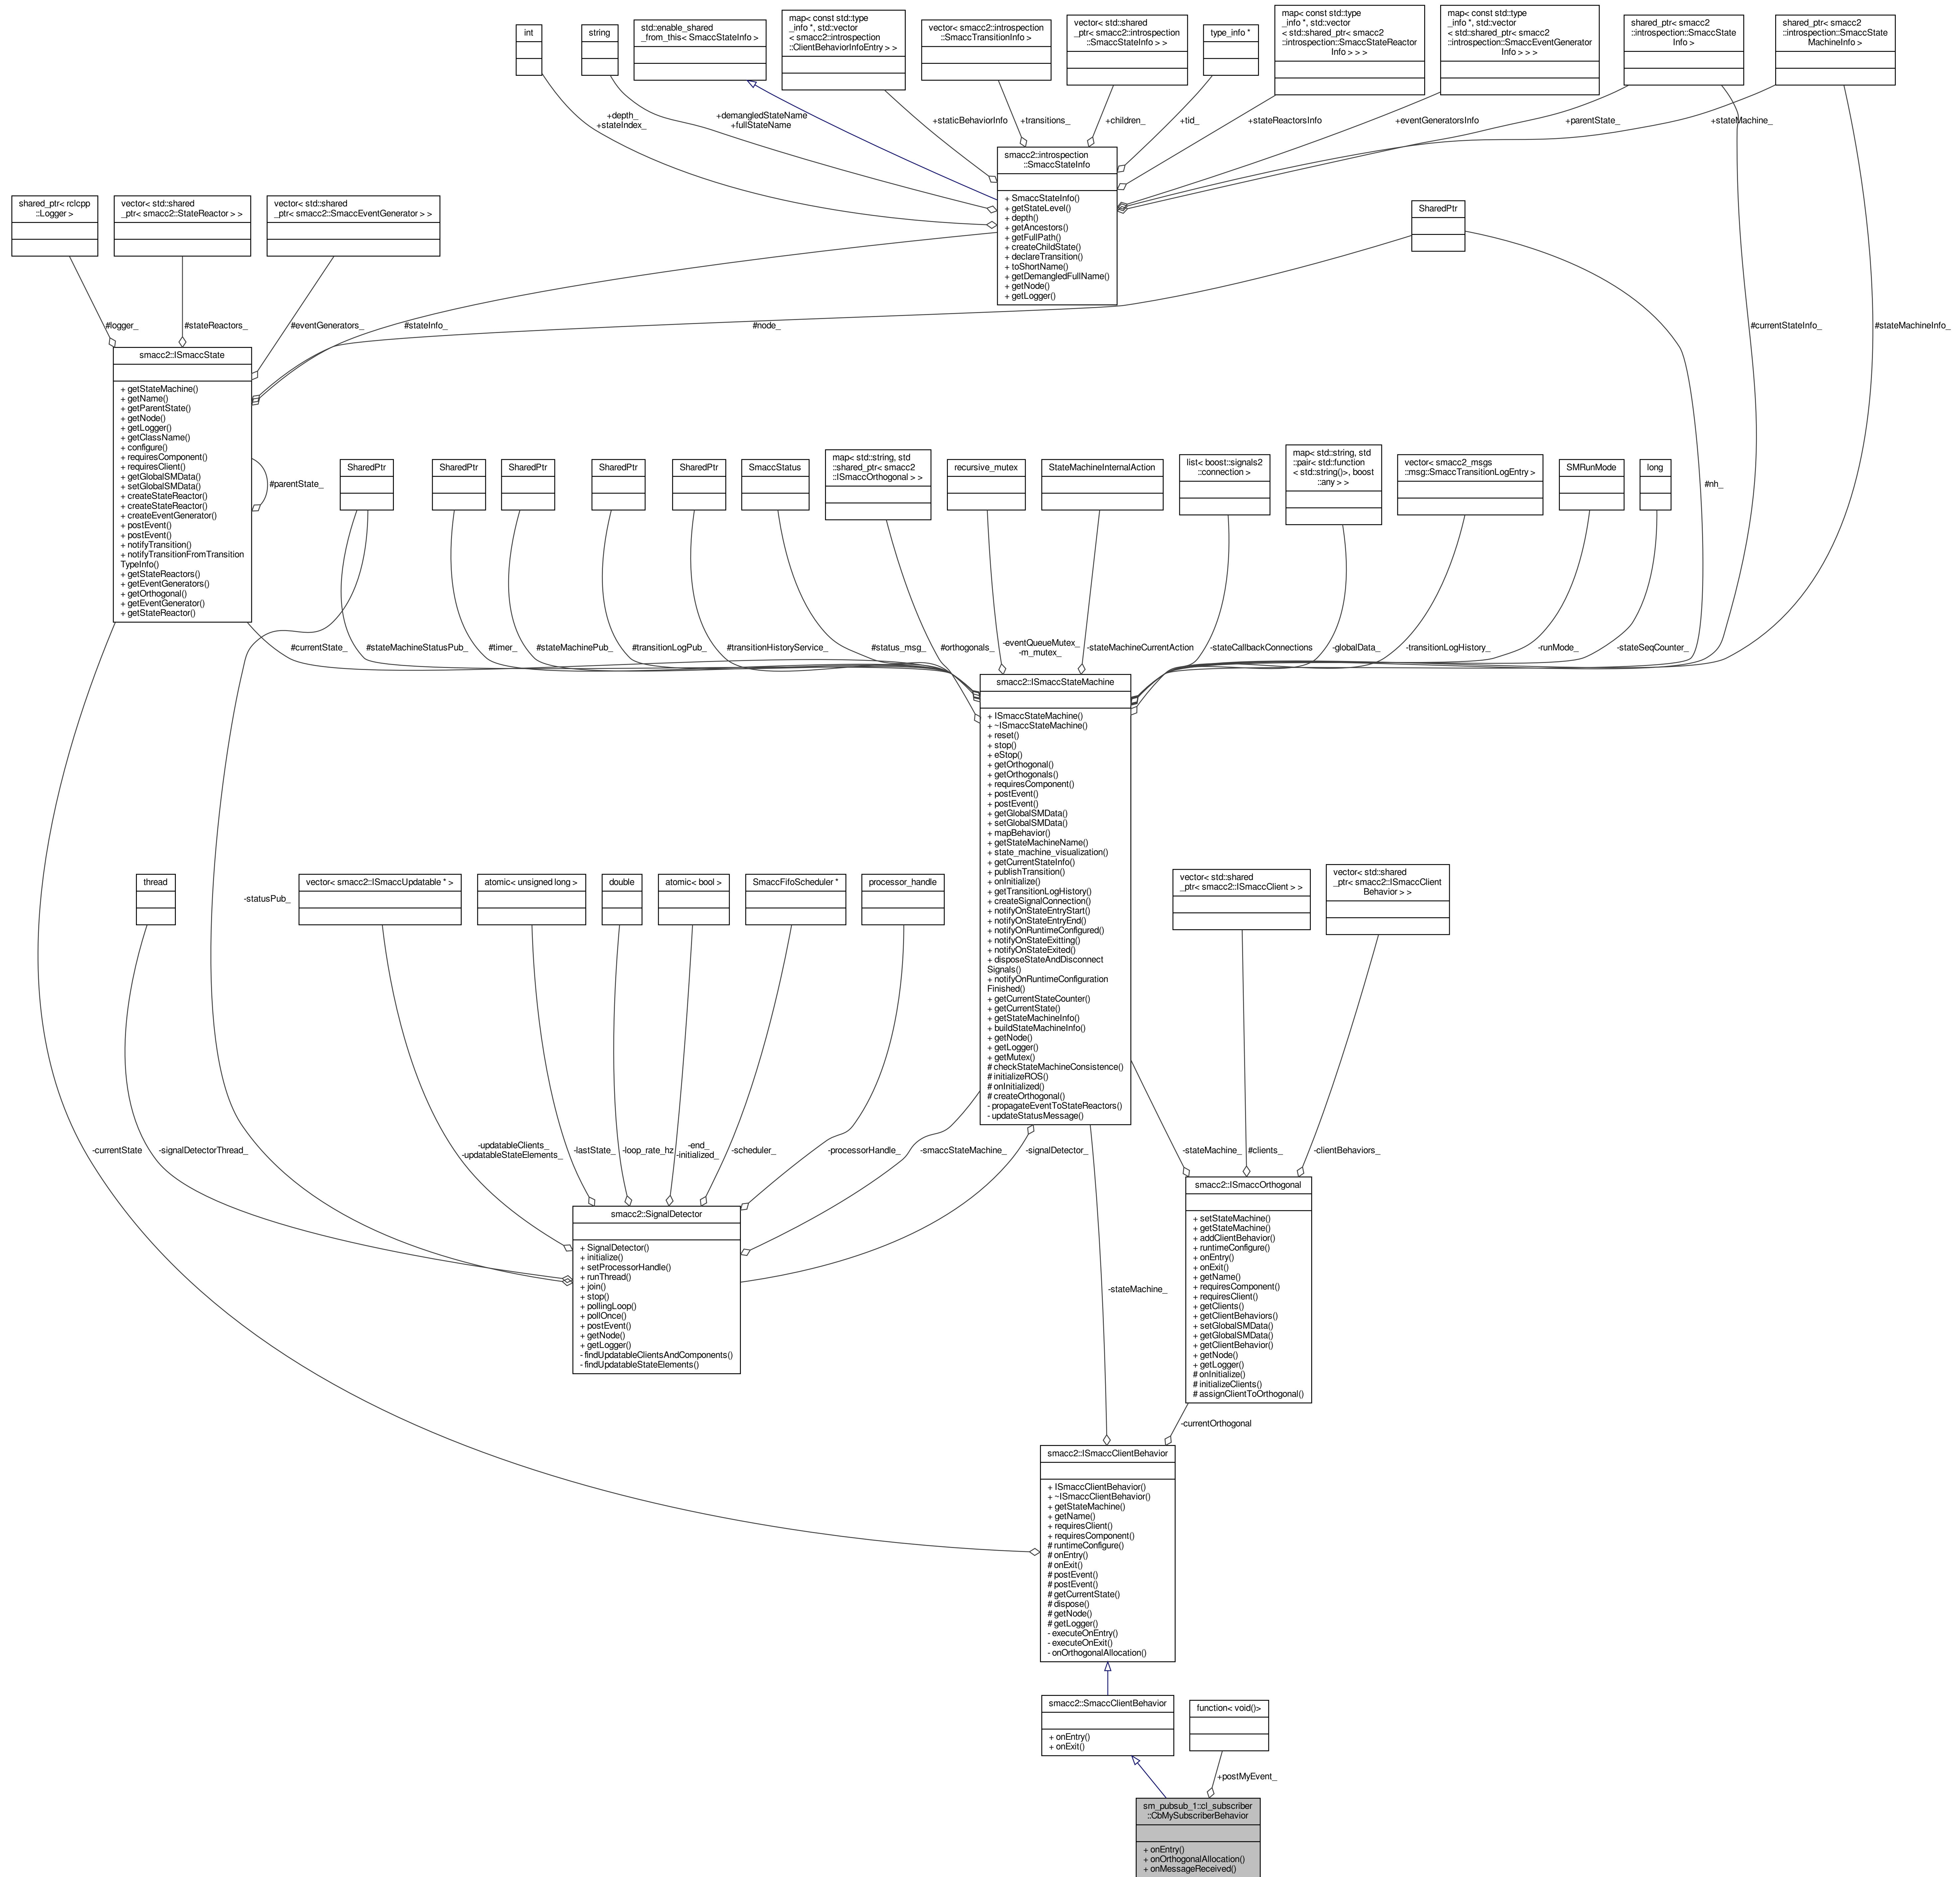 int
string
std::enable_shared
_from_this< SmaccStateInfo >
map< const std::type
_info *, std::vector
< smacc2::introspection
::ClientBehaviorInfoEntry > >
vector< smacc2::introspection
::SmaccTransitionInfo >
vector< std::shared
_ptr< smacc2::introspection
::SmaccStateInfo > >
type_info *
map< const std::type
_info *, std::vector
< std::shared_ptr< smacc2
::introspection::SmaccStateReactor
Info > > >
map< const std::type
_info *, std::vector
< std::shared_ptr< smacc2
::introspection::SmaccEventGenerator
Info > > >
shared_ptr< smacc2
::introspection::SmaccState
Info >
shared_ptr< smacc2
::introspection::SmaccState
MachineInfo >
+depth_
+stateIndex_
+demangledStateName
+fullStateName
+staticBehaviorInfo
+transitions_
+children_
+tid_
+stateReactorsInfo
+eventGeneratorsInfo
+parentState_
+stateMachine_
smacc2::introspection
::SmaccStateInfo
+ SmaccStateInfo()
+ getStateLevel()
+ depth()
+ getAncestors()
+ getFullPath()
+ createChildState()
+ declareTransition()
+ toShortName()
+ getDemangledFullName()
+ getNode()
+ getLogger()
shared_ptr< rclcpp
::Logger >
vector< std::shared
_ptr< smacc2::StateReactor > >
vector< std::shared
_ptr< smacc2::SmaccEventGenerator > >
SharedPtr
#logger_
#stateReactors_
#eventGenerators_
#stateInfo_
#node_
#currentStateInfo_
#stateMachineInfo_
smacc2::ISmaccState
+ getStateMachine()
+ getName()
+ getParentState()
+ getNode()
+ getLogger()
+ getClassName()
+ configure()
+ requiresComponent()
+ requiresClient()
+ getGlobalSMData()
+ setGlobalSMData()
+ createStateReactor()
+ createStateReactor()
+ createEventGenerator()
+ postEvent()
+ postEvent()
+ notifyTransition()
+ notifyTransitionFromTransition
TypeInfo()
+ getStateReactors()
+ getEventGenerators()
+ getOrthogonal()
+ getEventGenerator()
+ getStateReactor()
#parentState_
SharedPtr
SharedPtr
SharedPtr
SharedPtr
SharedPtr
SmaccStatus
map< std::string, std
::shared_ptr< smacc2
::ISmaccOrthogonal > >
recursive_mutex
StateMachineInternalAction
list< boost::signals2
::connection >
map< std::string, std
::pair< std::function
< std::string()>, boost
::any > >
vector< smacc2_msgs
::msg::SmaccTransitionLogEntry >
SMRunMode
long
#nh_
#currentState_
#stateMachineStatusPub_
#timer_
#stateMachinePub_
#transitionLogPub_
#transitionHistoryService_
#status_msg_
#orthogonals_
-eventQueueMutex_
-m_mutex_
-stateMachineCurrentAction
-stateCallbackConnections
-globalData_
-transitionLogHistory_
-runMode_
-stateSeqCounter_
smacc2::ISmaccStateMachine
+ ISmaccStateMachine()
+ ~ISmaccStateMachine()
+ reset()
+ stop()
+ eStop()
+ getOrthogonal()
+ getOrthogonals()
+ requiresComponent()
+ postEvent()
+ postEvent()
+ getGlobalSMData()
+ setGlobalSMData()
+ mapBehavior()
+ getStateMachineName()
+ state_machine_visualization()
+ getCurrentStateInfo()
+ publishTransition()
+ onInitialize()
+ getTransitionLogHistory()
+ createSignalConnection()
+ notifyOnStateEntryStart()
+ notifyOnStateEntryEnd()
+ notifyOnRuntimeConfigured()
+ notifyOnStateExitting()
+ notifyOnStateExited()
+ disposeStateAndDisconnect
Signals()
+ notifyOnRuntimeConfiguration
Finished()
+ getCurrentStateCounter()
+ getCurrentState()
+ getStateMachineInfo()
+ buildStateMachineInfo()
+ getNode()
+ getLogger()
+ getMutex()
# checkStateMachineConsistence()
# initializeROS()
# onInitialized()
# createOrthogonal()
- propagateEventToStateReactors()
- updateStatusMessage()
thread
-statusPub_
vector< smacc2::ISmaccUpdatable * >
atomic< unsigned long >
double
atomic< bool >
SmaccFifoScheduler *
processor_handle
vector< std::shared
_ptr< smacc2::ISmaccClient > >
vector< std::shared
_ptr< smacc2::ISmaccClient
Behavior > >
-currentState
-signalDetectorThread_
-updatableClients_
-updatableStateElements_
-lastState_
-loop_rate_hz
-end_
-initialized_
-scheduler_
-processorHandle_
-smaccStateMachine_
-signalDetector_
-stateMachine_
#clients_
-clientBehaviors_
smacc2::SignalDetector
+ SignalDetector()
+ initialize()
+ setProcessorHandle()
+ runThread()
+ join()
+ stop()
+ pollingLoop()
+ pollOnce()
+ postEvent()
+ getNode()
+ getLogger()
- findUpdatableClientsAndComponents()
- findUpdatableStateElements()
-stateMachine_
smacc2::ISmaccOrthogonal
+ setStateMachine()
+ getStateMachine()
+ addClientBehavior()
+ runtimeConfigure()
+ onEntry()
+ onExit()
+ getName()
+ requiresComponent()
+ requiresClient()
+ getClients()
+ getClientBehaviors()
+ setGlobalSMData()
+ getGlobalSMData()
+ getClientBehavior()
+ getNode()
+ getLogger()
# onInitialize()
# initializeClients()
# assignClientToOrthogonal()
-currentOrthogonal
smacc2::ISmaccClientBehavior
+ ISmaccClientBehavior()
+ ~ISmaccClientBehavior()
+ getStateMachine()
+ getName()
+ requiresClient()
+ requiresComponent()
# runtimeConfigure()
# onEntry()
# onExit()
# postEvent()
# postEvent()
# getCurrentState()
# dispose()
# getNode()
# getLogger()
- executeOnEntry()
- executeOnExit()
- onOrthogonalAllocation()
smacc2::SmaccClientBehavior
+ onEntry()
+ onExit()
function< void()>
+postMyEvent_
sm_pubsub_1::cl_subscriber
::CbMySubscriberBehavior
+ onEntry()
+ onOrthogonalAllocation()
+ onMessageReceived()